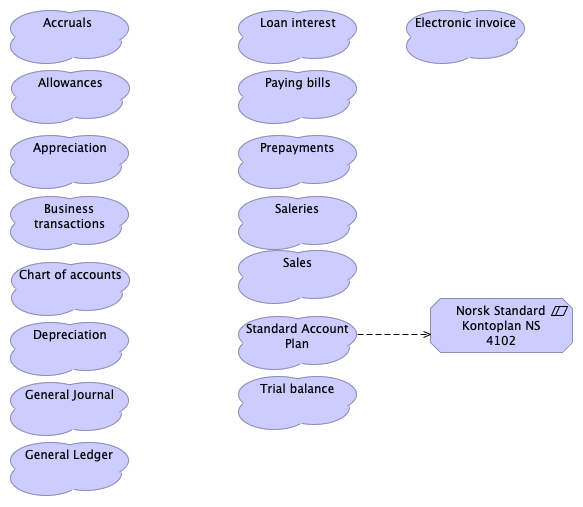 Accruals
Allowances
Appreciation
Business
transactions
Chart of accounts
Depreciation
General Journal
General Ledger
Loan interest
Paying bills
Prepayments
Saleries
Sales
Standard Account
Plan
Trial balance
Electronic invoice
Norsk Standard
Kontoplan NS
4102